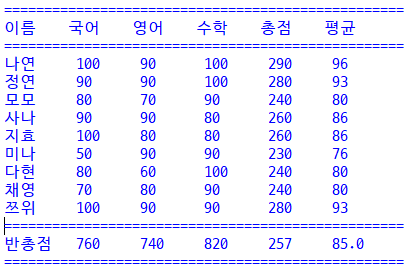 ==================================================
이름 국어 영어 수학 총점 평균
==================================================
나연 100 90 100 290 96
정연 90 90 100 280 93
모모 80 70 90 240 80
사나 90 90 80 260 86
지효 100 80 80 260 86
미나 50 90 90 230 76
다현 80 60 100 240 80
채영 70 80 90 240 80
쯔위 100 90 90 280 93
==================================================
반총점 760 740 820 257 85.0
==================================================